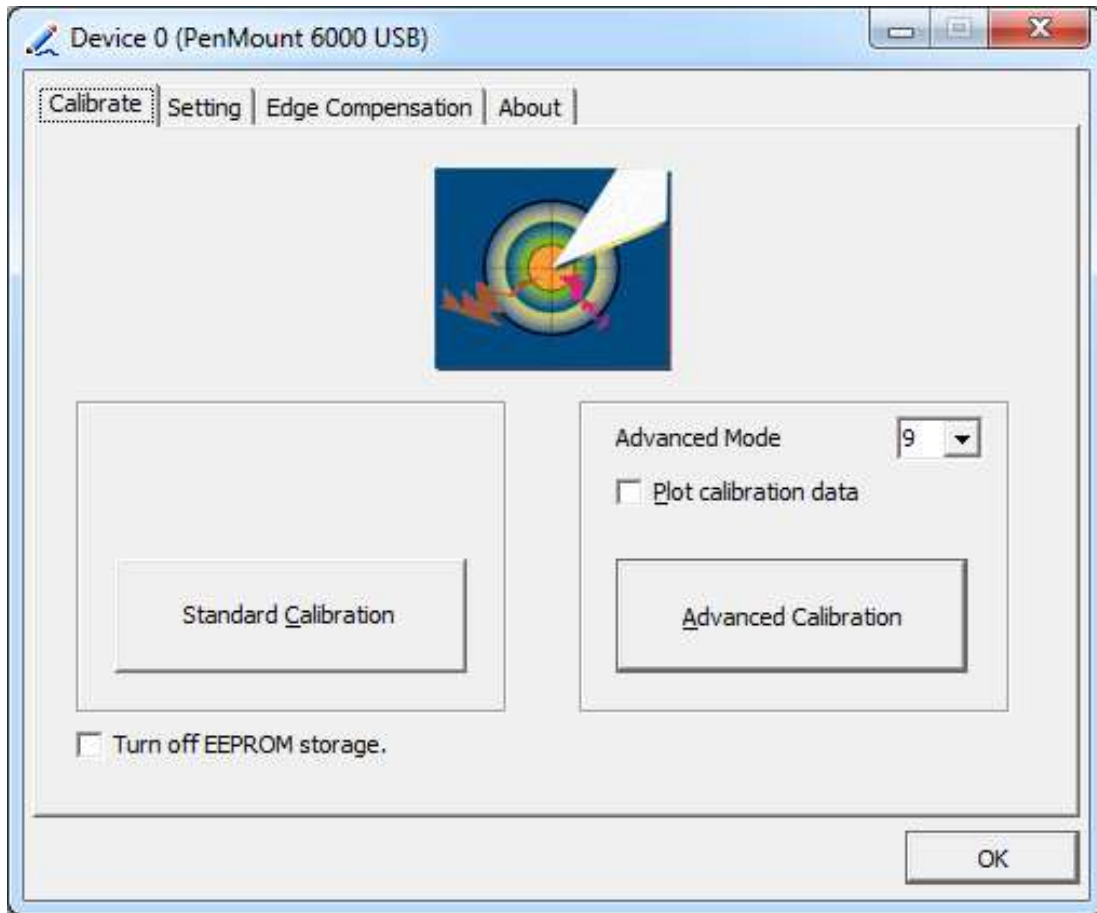 Device 0 (PenMount 6000 USB)
Calibrate Setting Edge Compensation About
Advanced Mode 9
Plot calibration data
Standard Calibration
Advanced Calibration
Turn off EEPROM storage.
OK